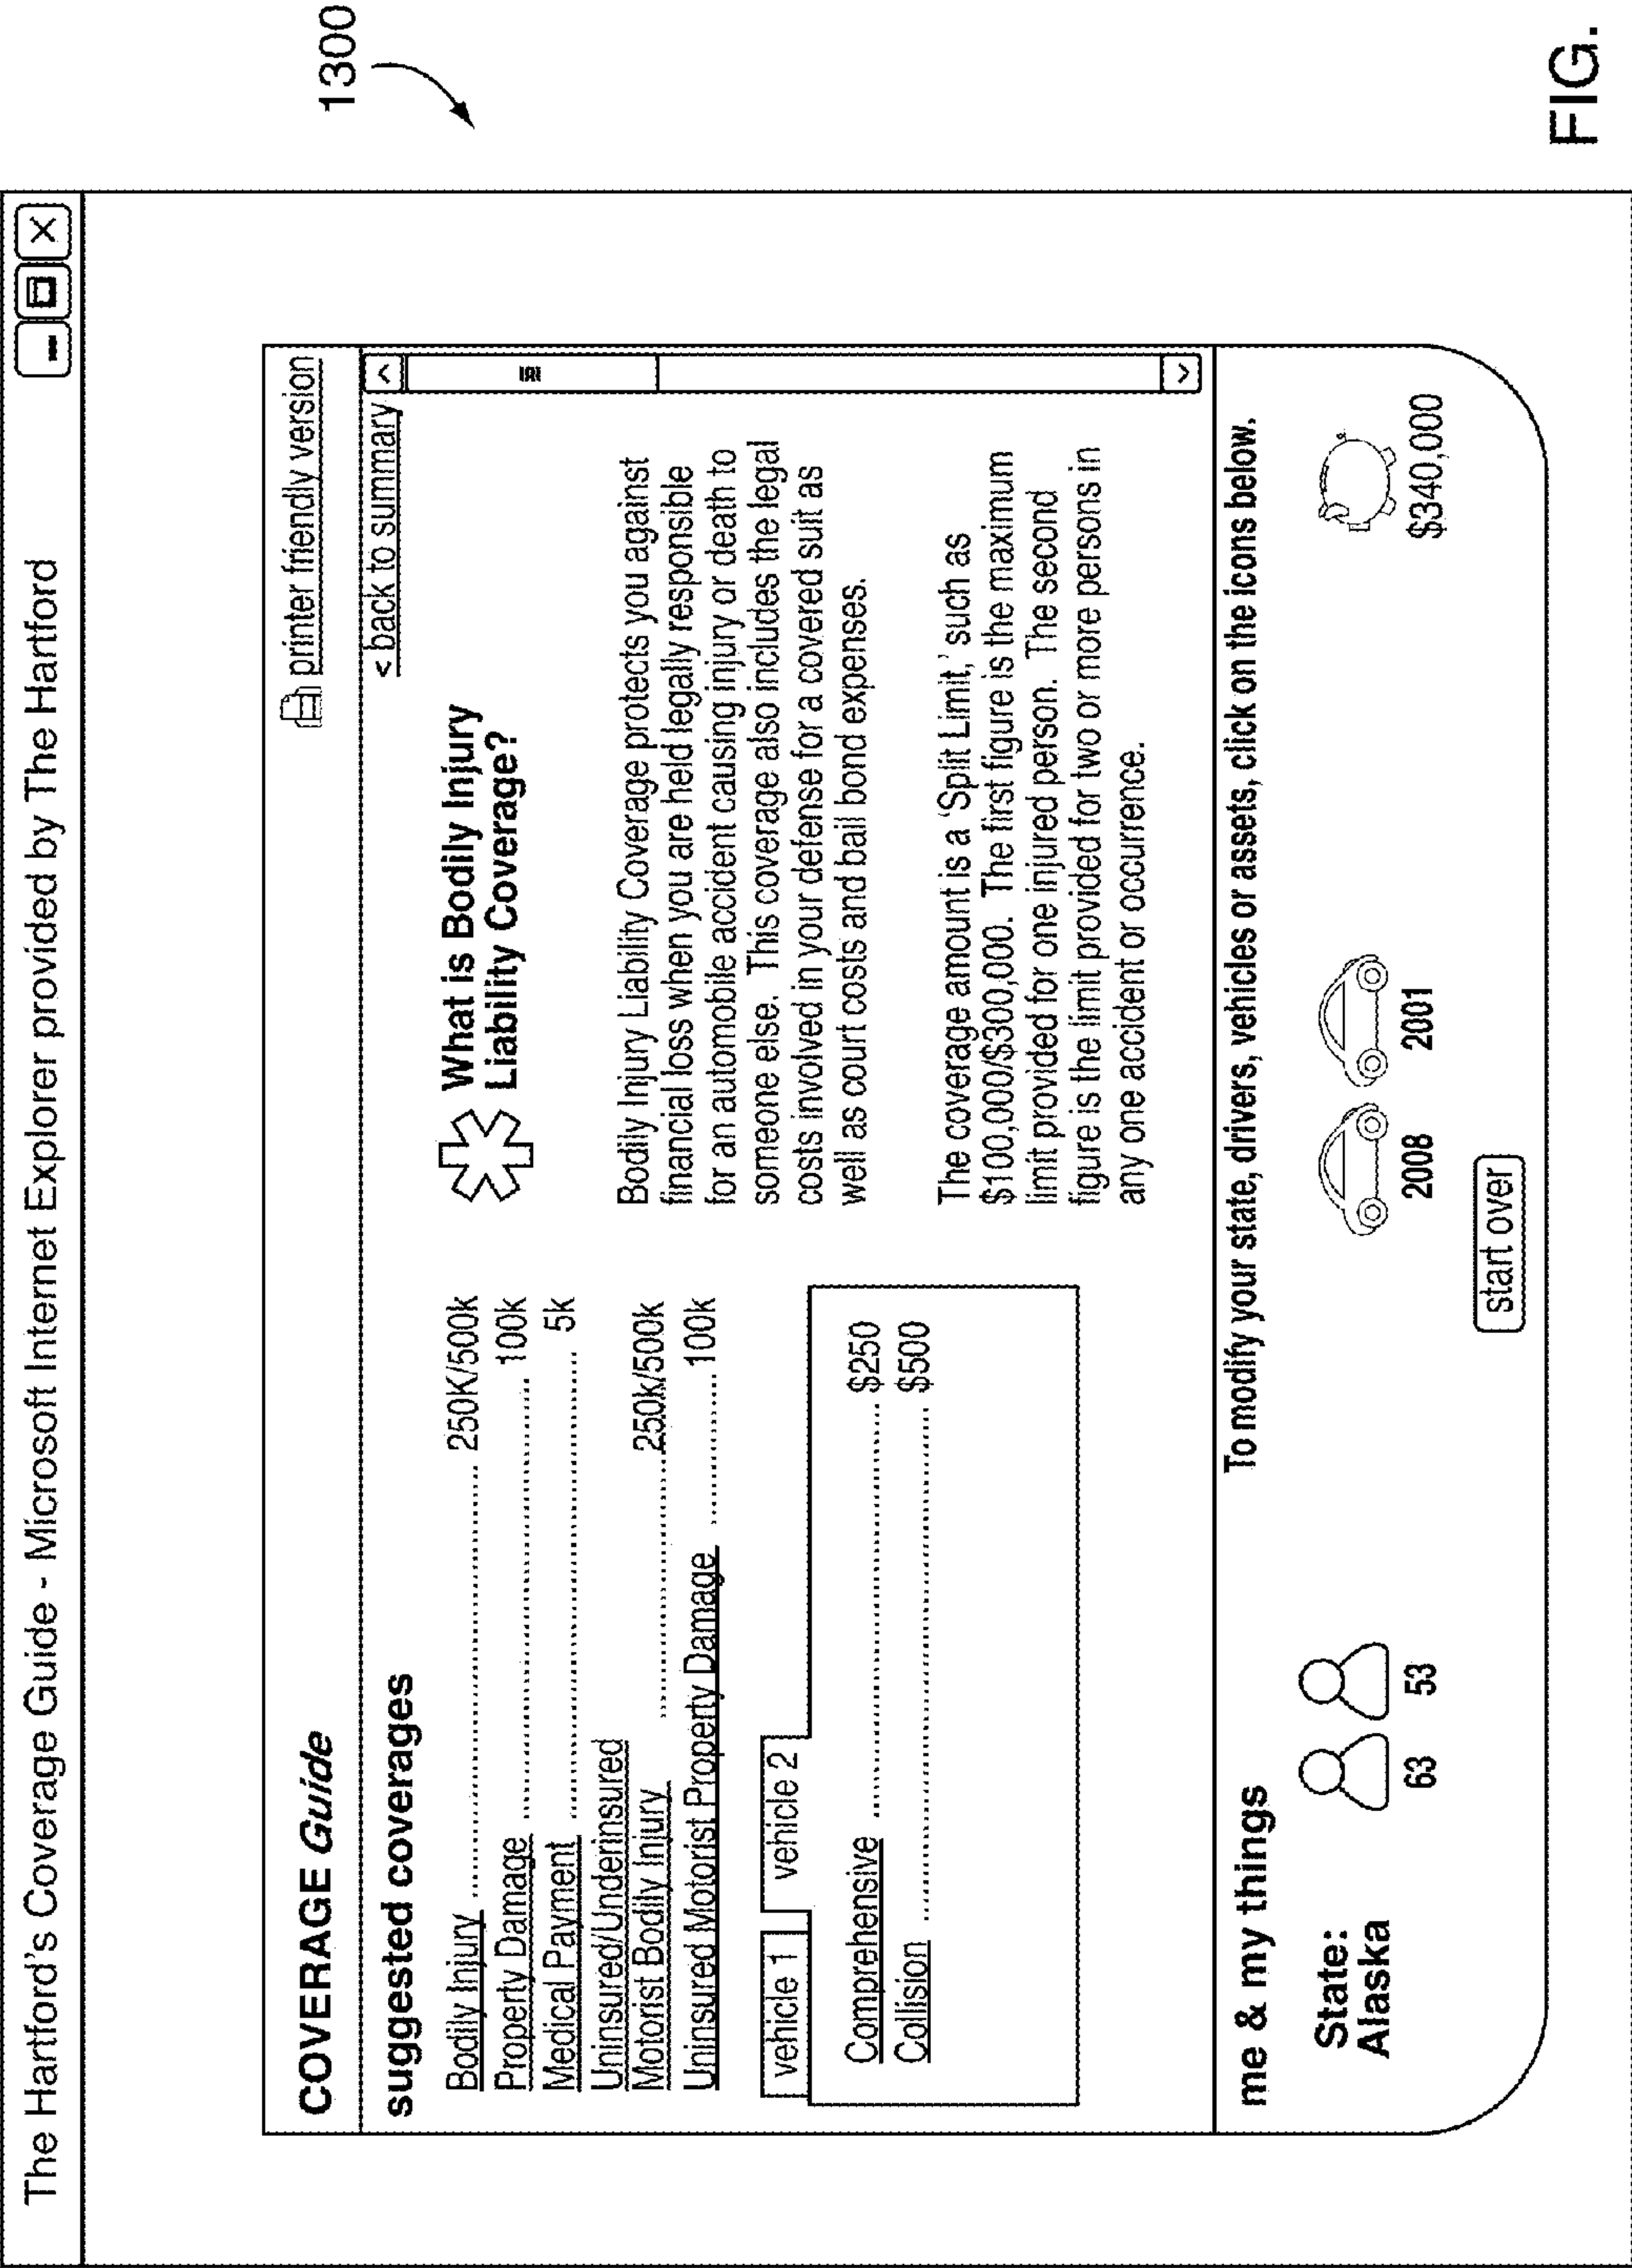 The Hartford's Coverage Guide - Microsoft Internet Explorer provided by The Hartford
1300
COVERAGE Guide
printer friendly version
suggested coverages
< back to summary
Bodily Injury ........ 250K/500k
Property Damage ........ 100k
Medical Payment ........ 5k
Uninsured/Underinsured
Motorist Bodily Injury ........ 250k/500k
Uninsured Motorist Property Damage ........ 100k
vehicle 1 vehicle 2
Comprehensive ........ $250
Collision ........ $500
What is Bodily Injury
Liability Coverage?
Bodily Injury Liability Coverage protects you against
financial loss when you are held legally responsible
for an automobile accident causing injury or death to
someone else. This coverage also includes the legal
costs involved in your defense for a covered suit as
well as court costs and bail bond expenses.
The coverage amount is a 'Split Limit,' such as
$100,000/$300,000. The first figure is the maximum
limit provided for one injured person. The second
figure is the limit provided for two or more persons in
any one accident or occurrence.
me & my things
To modify your state, drivers, vehicles or assets, click on the icons below.
State:
Alaska
63 53 2008 2001 $340,000
start over
FIG.